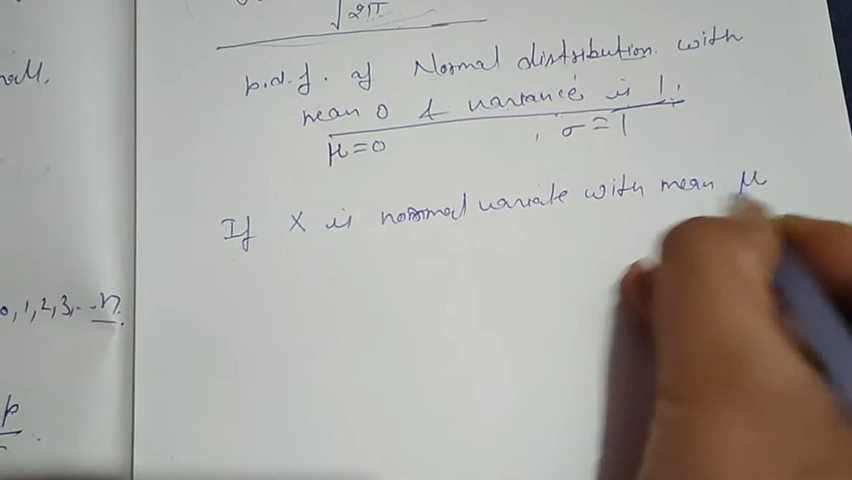 √2π
p.d.f. of Normal distribution. with
mean 0 & variance is 1.
μ=0 , σ=1
If X is normal variate with mean μ
0,1,2,3,...n.
p